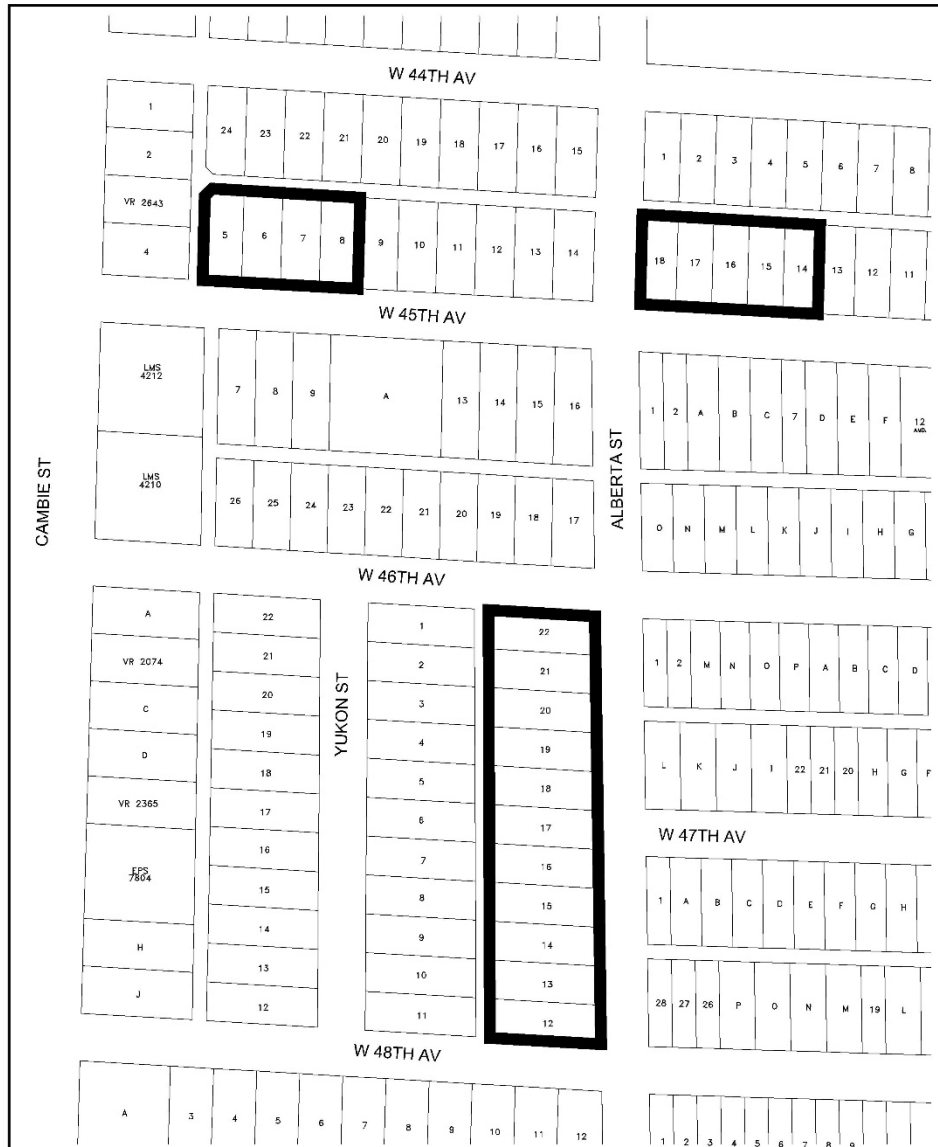 W 44TH AV
1
2
VR 2643
4
24 23 22 21 20 19 18 17 16 15
1 2 3 4 5 6 7 8
5 6 7 8 9 10 11 12 13 14
18 17 16 15 14 13 12 11
W 45TH AV
LMS
4212
LMS
4210
7 8 9 A 13 14 15 16
1 2 A B C 7 D E F 12
AMD.
CAMBIE ST
ALBERTA ST
26 25 24 23 22 21 20 19 18 17
O N M L K J I H G
W 46TH AV
A
VR 2074
C
D
VR 2365
EPS
7804
H
J
22
21
20
19
18
17
16
15
14
13
12
YUKON ST
1
2
3
4
5
6
7
8
9
10
11
22
21
20
19
18
17
16
15
14
13
12
1 2 M N O P A B C D
L K J I 22 21 20 H G F
W 47TH AV
1 A B C D E F G H
28 27 26 P O N M 19 L
W 48TH AV
A 3 4 5 6 7 8 9 10 11 12
1 2 3 4 5 6 7 8 9